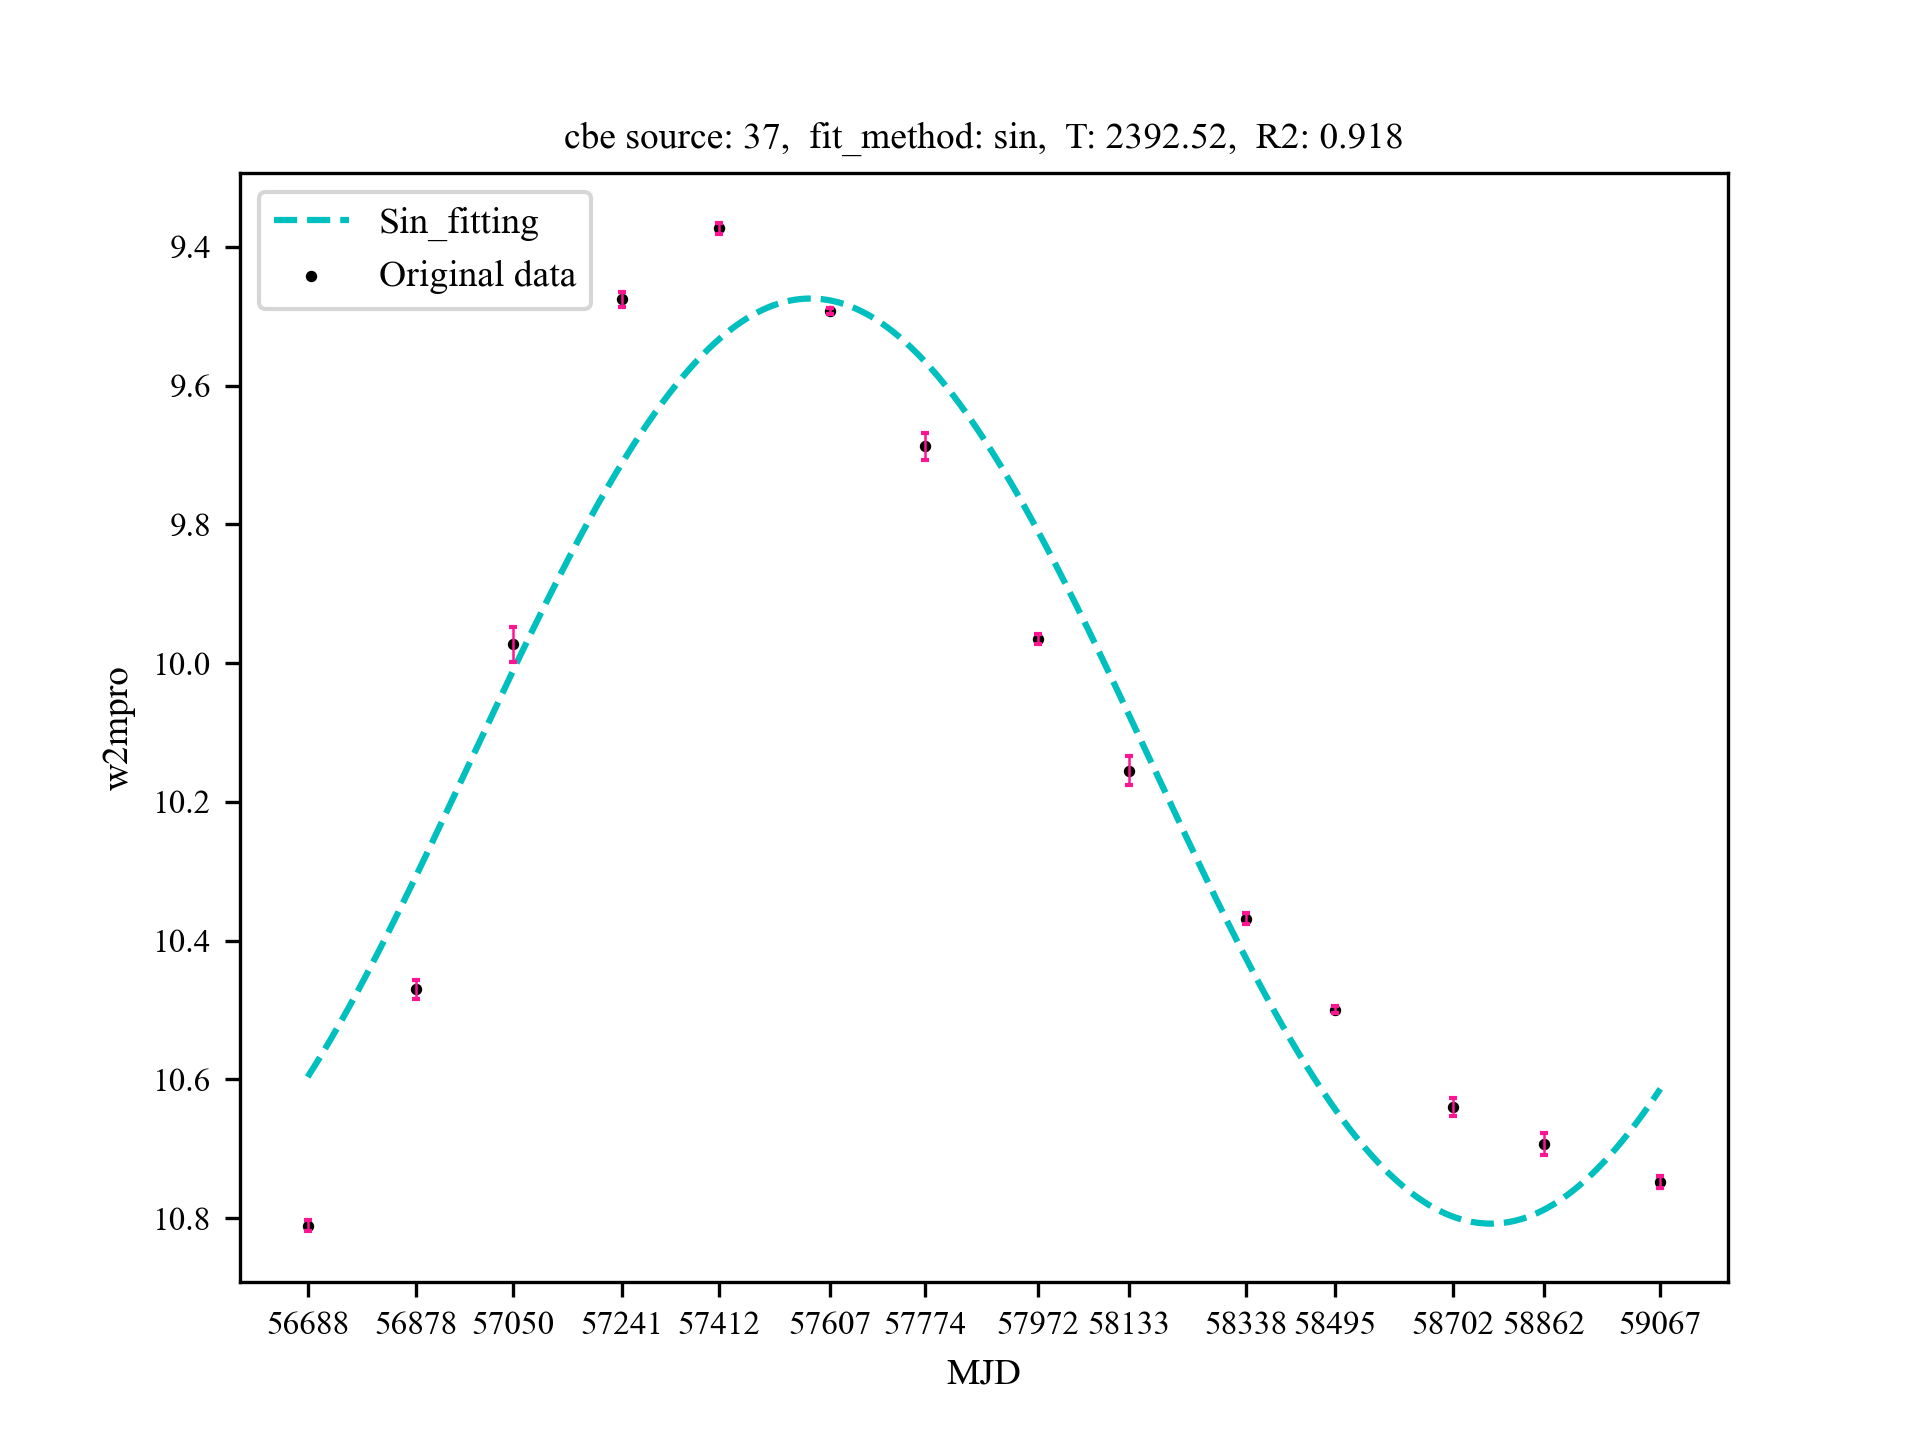 cbe source: 37,  fit_method: sin,  T: 2392.52,  R2: 0.918
Sin_fitting
Original data
9.4
9.6
9.8
10.0
10.2
10.4
10.6
10.8
w2mpro
56688 56878 57050 57241 57412 57607 57774 57972 58133 58338 58495 58702 58862 59067
MJD